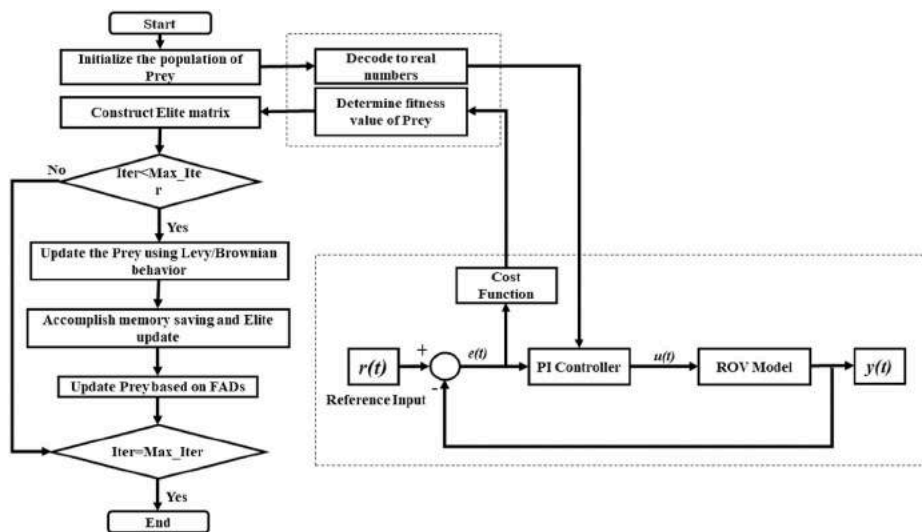 Start
Initialize the population of
Prey
Decode to real
numbers
Construct Elite matrix
Determine fitness
value of Prey
No
Iter<Max_Ite
r
Yes
Update the Prey using Levy/Brownian
behavior
Accomplish memory saving and Elite
update
Update Prey based on FADs
Iter=Max_Iter
Yes
End
Cost
Function
r(t)
+
-
e(t)
PI Controller
u(t)
ROV Model
y(t)
Reference Input